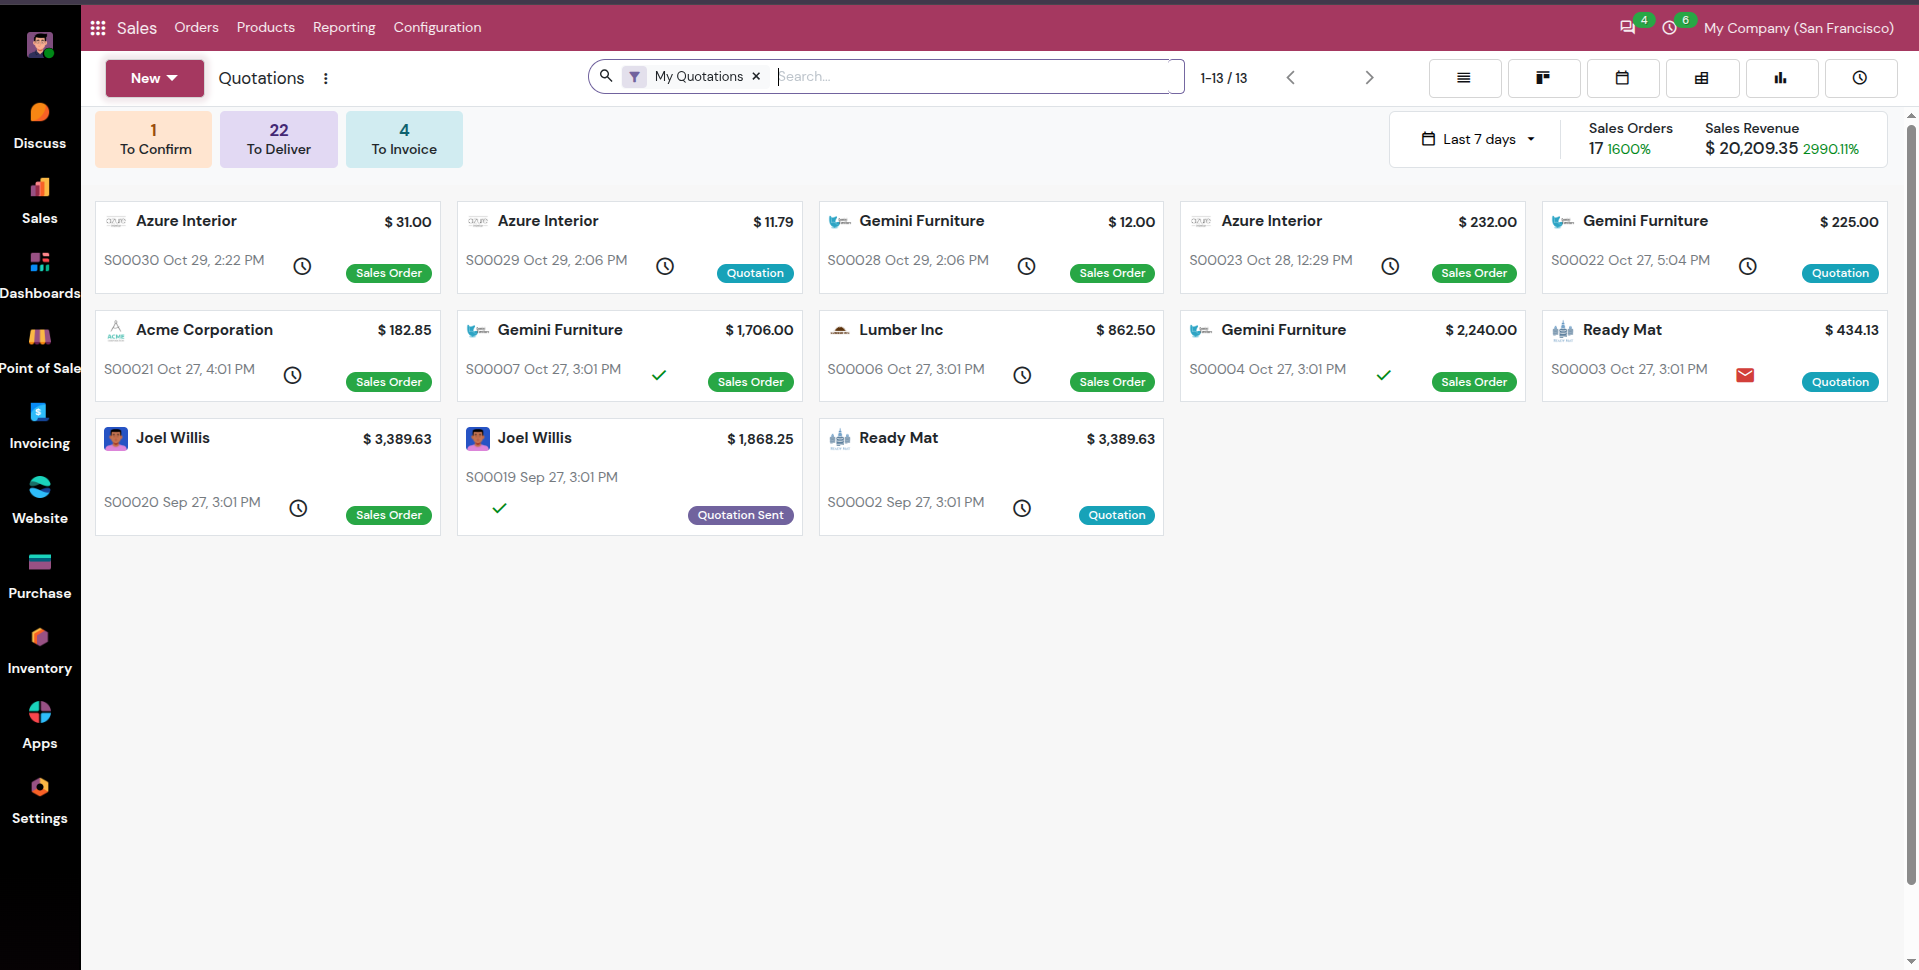 Sales Orders Products Reporting Configuration 4 6 My Company (San Francisco)
New Quotations My Quotations Search... 1-13 / 13
Discuss
Sales
Dashboards
Point of Sale
Invoicing
Website
Purchase
Inventory
Apps
Settings
1
To Confirm
22
To Deliver
4
To Invoice
Last 7 days
Sales Orders
17 1600%
Sales Revenue
$ 20,209.35 2990.11%
Azure Interior $ 31.00
S00030 Oct 29, 2:22 PM Sales Order
Azure Interior $ 11.79
S00029 Oct 29, 2:06 PM Quotation
Gemini Furniture $ 12.00
S00028 Oct 29, 2:06 PM Sales Order
Azure Interior $ 232.00
S00023 Oct 28, 12:29 PM Sales Order
Gemini Furniture $ 225.00
S00022 Oct 27, 5:04 PM Quotation
ACME
Acme Corporation $ 182.85
S00021 Oct 27, 4:01 PM Sales Order
Gemini Furniture $ 1,706.00
S00007 Oct 27, 3:01 PM Sales Order
Lumber Inc $ 862.50
S00006 Oct 27, 3:01 PM Sales Order
Gemini Furniture $ 2,240.00
S00004 Oct 27, 3:01 PM Sales Order
Ready Mat $ 434.13
S00003 Oct 27, 3:01 PM Quotation
Joel Willis $ 3,389.63
S00020 Sep 27, 3:01 PM Sales Order
Joel Willis $ 1,868.25
S00019 Sep 27, 3:01 PM
Quotation Sent
Ready Mat $ 3,389.63
S00002 Sep 27, 3:01 PM Quotation